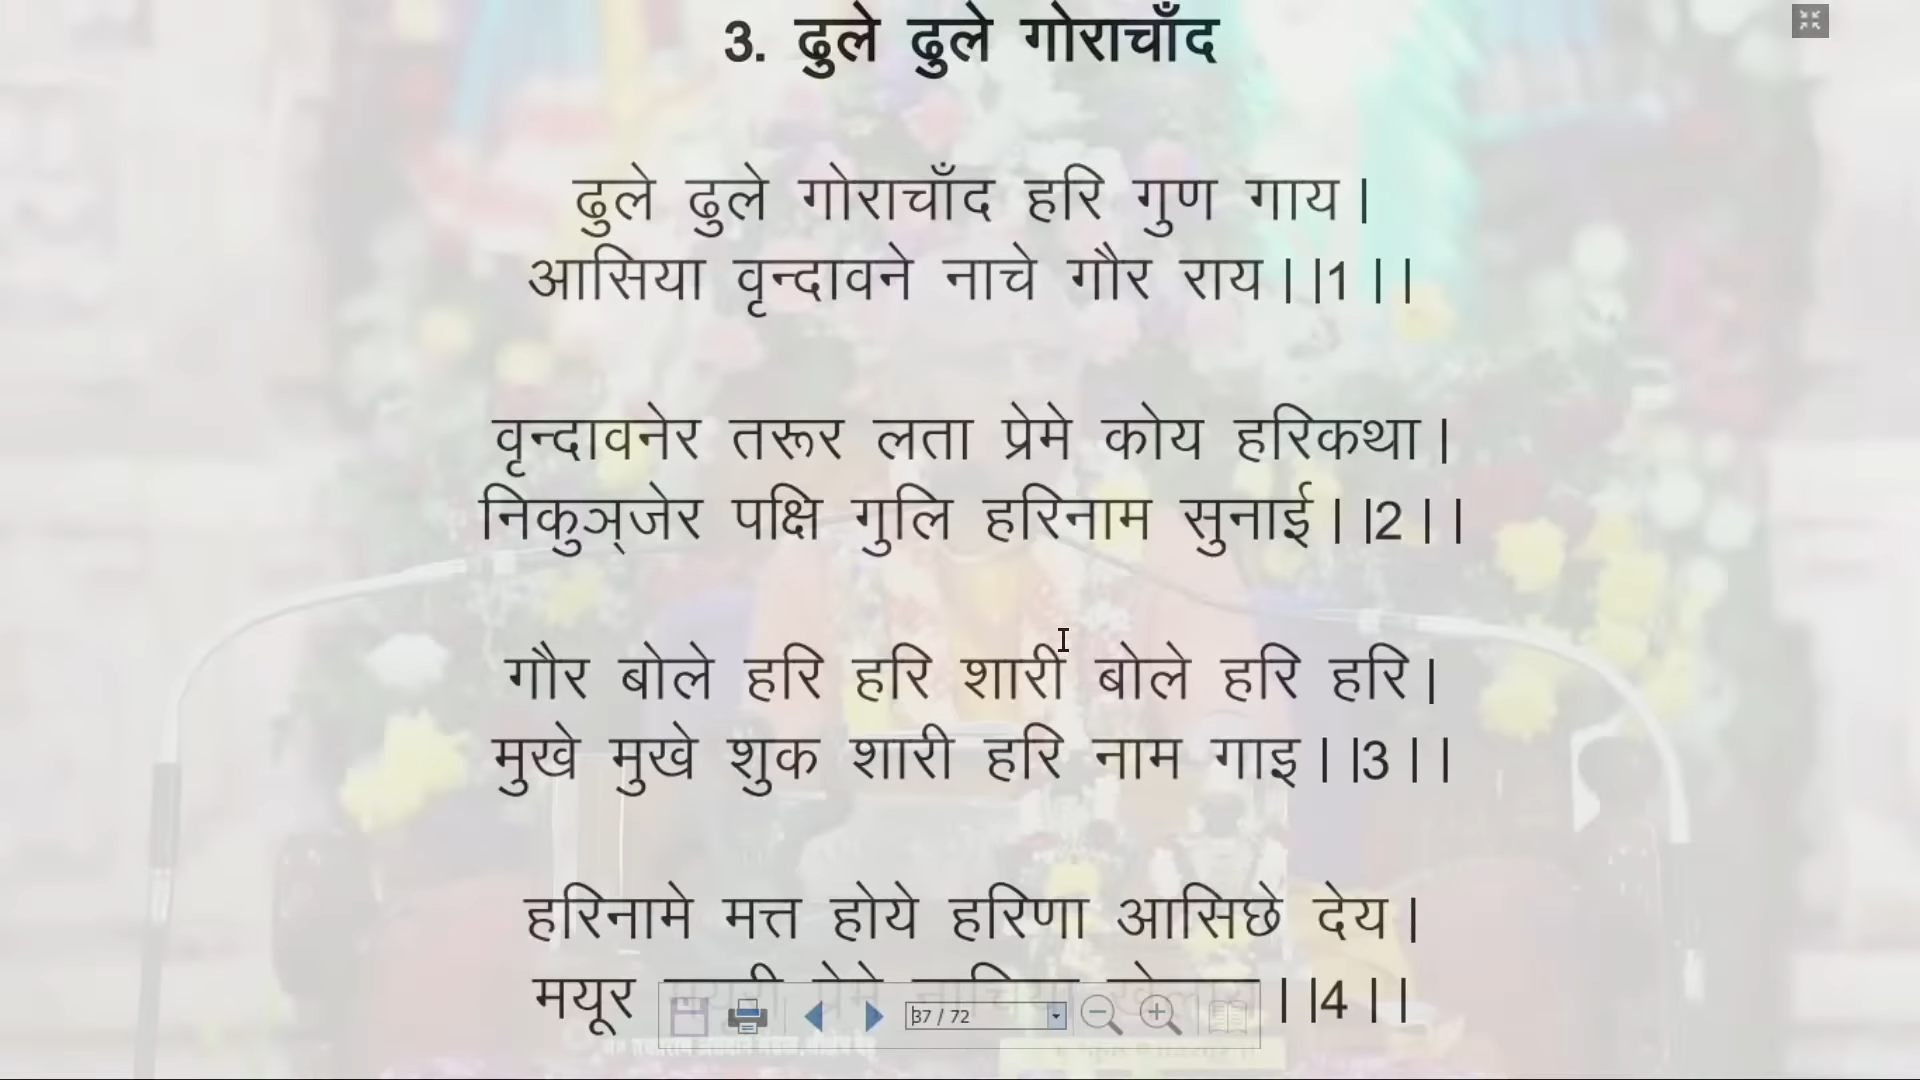 3. ढुले ढुले गोराचाँद
ढुले ढुले गोराचाँद हरि गुण गाय।
आसिया वृन्दावने नाचे गौर राय।।1।।
वृन्दावनेर तरूर लता प्रेमे कोय हरिकथा।
निकुञ्जेर पक्षि गुलि हरिनाम सुनाई।।2।।
गौर बोले हरि हरि शारी बोले हरि हरि।
मुखे मुखे शुक शारी हरि नाम गाइ।।3।।
हरिनामे मत्त होये हरिणा आसिछे देय।
मयूर ।।4।।
37 / 72